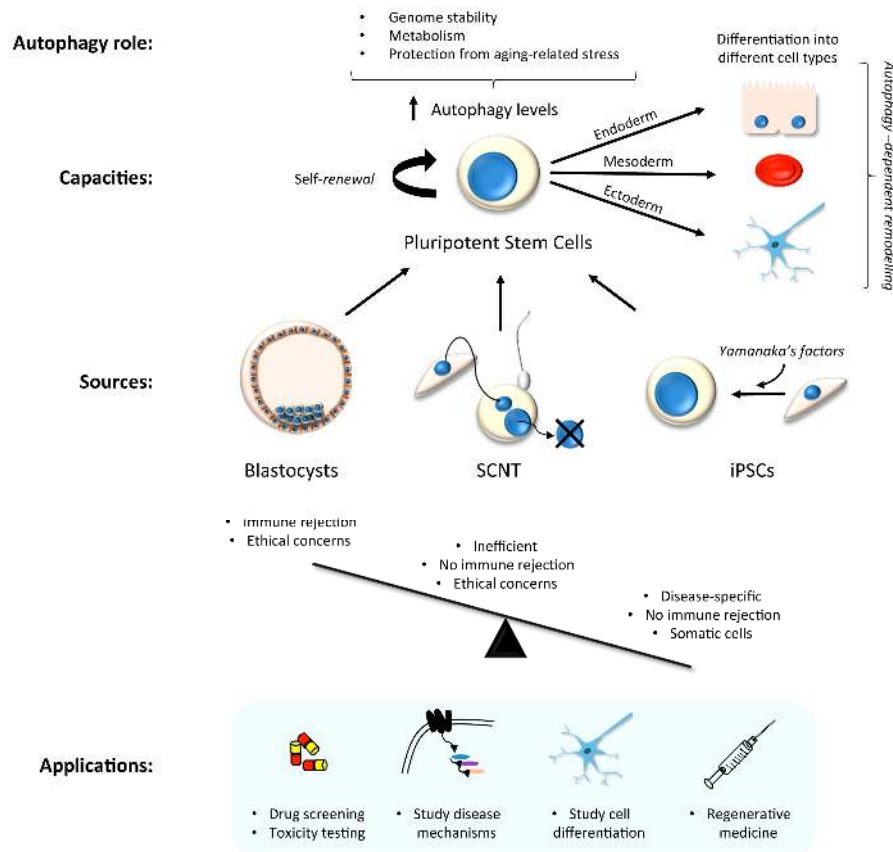 Autophagy role:
• Genome stability
• Metabolism
• Protection from aging-related stress
Differentiation into
different cell types
Autophagy levels
Capacities:
Self-renewal
Endoderm
Mesoderm
Ectoderm
Autophagy-dependent remodelling
Pluripotent Stem Cells
Sources:
Yamanaka's factors
Blastocysts
SCNT
iPSCs
• Immune rejection
• Ethical concerns
• Inefficient
• No immune rejection
• Ethical concerns
• Disease-specific
• No immune rejection
• Somatic cells
Applications:
• Drug screening
• Toxicity testing
• Study disease
mechanisms
• Study cell
differentiation
• Regenerative
medicine